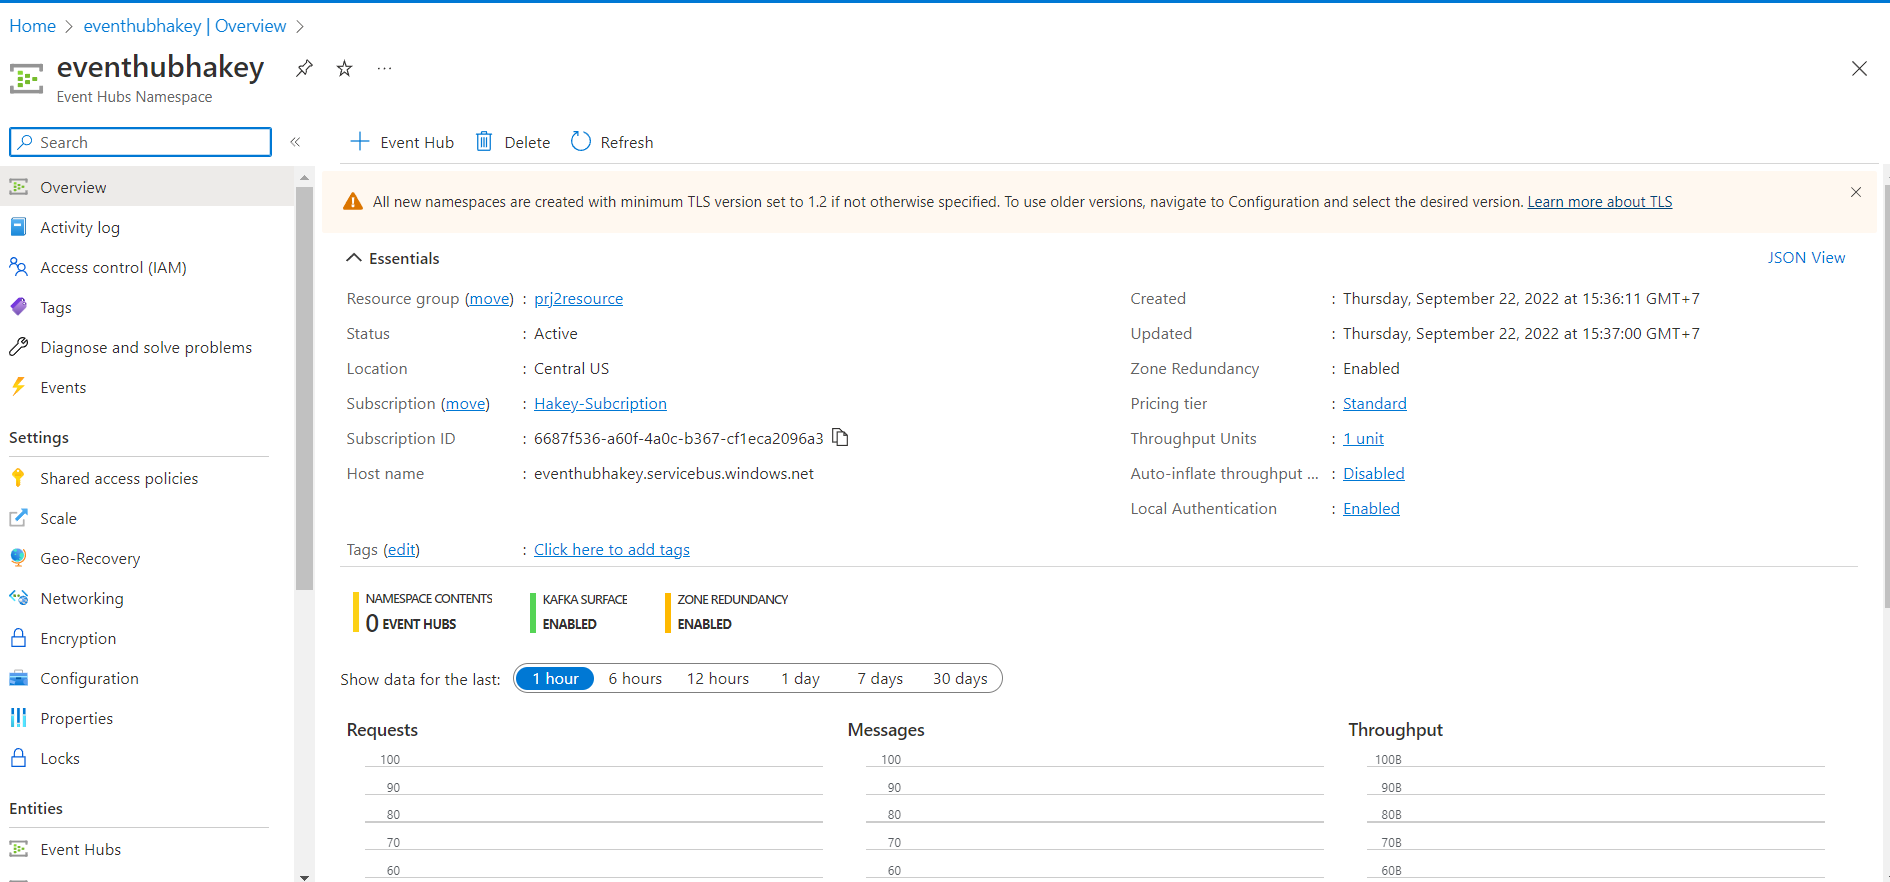 Home > eventhubhakey | Overview >
eventhubhakey
Event Hubs Namespace
Search
Event Hub Delete Refresh
Overview
Activity log
Access control (IAM)
Tags
Diagnose and solve problems
Events
Settings
Shared access policies
Scale
Geo-Recovery
Networking
Encryption
Configuration
Properties
Locks
Entities
Event Hubs
All new namespaces are created with minimum TLS version set to 1.2 if not otherwise specified. To use older versions, navigate to Configuration and select the desired version. Learn more about TLS
Essentials
JSON View
Resource group (move) : prj2resource
Status : Active
Location : Central US
Subscription (move) : Hakey-Subcription
Subscription ID : 6687f536-a60f-4a0c-b367-cf1eca2096a3
Host name : eventhubhakey.servicebus.windows.net
Created : Thursday, September 22, 2022 at 15:36:11 GMT+7
Updated : Thursday, September 22, 2022 at 15:37:00 GMT+7
Zone Redundancy : Enabled
Pricing tier : Standard
Throughput Units : 1 unit
Auto-inflate throughput ... : Disabled
Local Authentication : Enabled
Tags (edit) : Click here to add tags
NAMESPACE CONTENTS
0 EVENT HUBS
KAFKA SURFACE
ENABLED
ZONE REDUNDANCY
ENABLED
Show data for the last: 1 hour 6 hours 12 hours 1 day 7 days 30 days
Requests
100
90
80
70
60
Messages
100
90
80
70
60
Throughput
100B
90B
80B
70B
60B